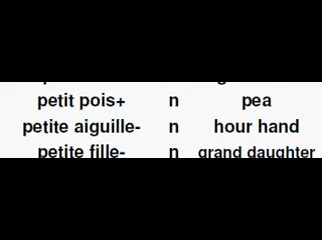 petit pois+ n pea
petite aiguille- n hour hand
petite fille- n grand daughter